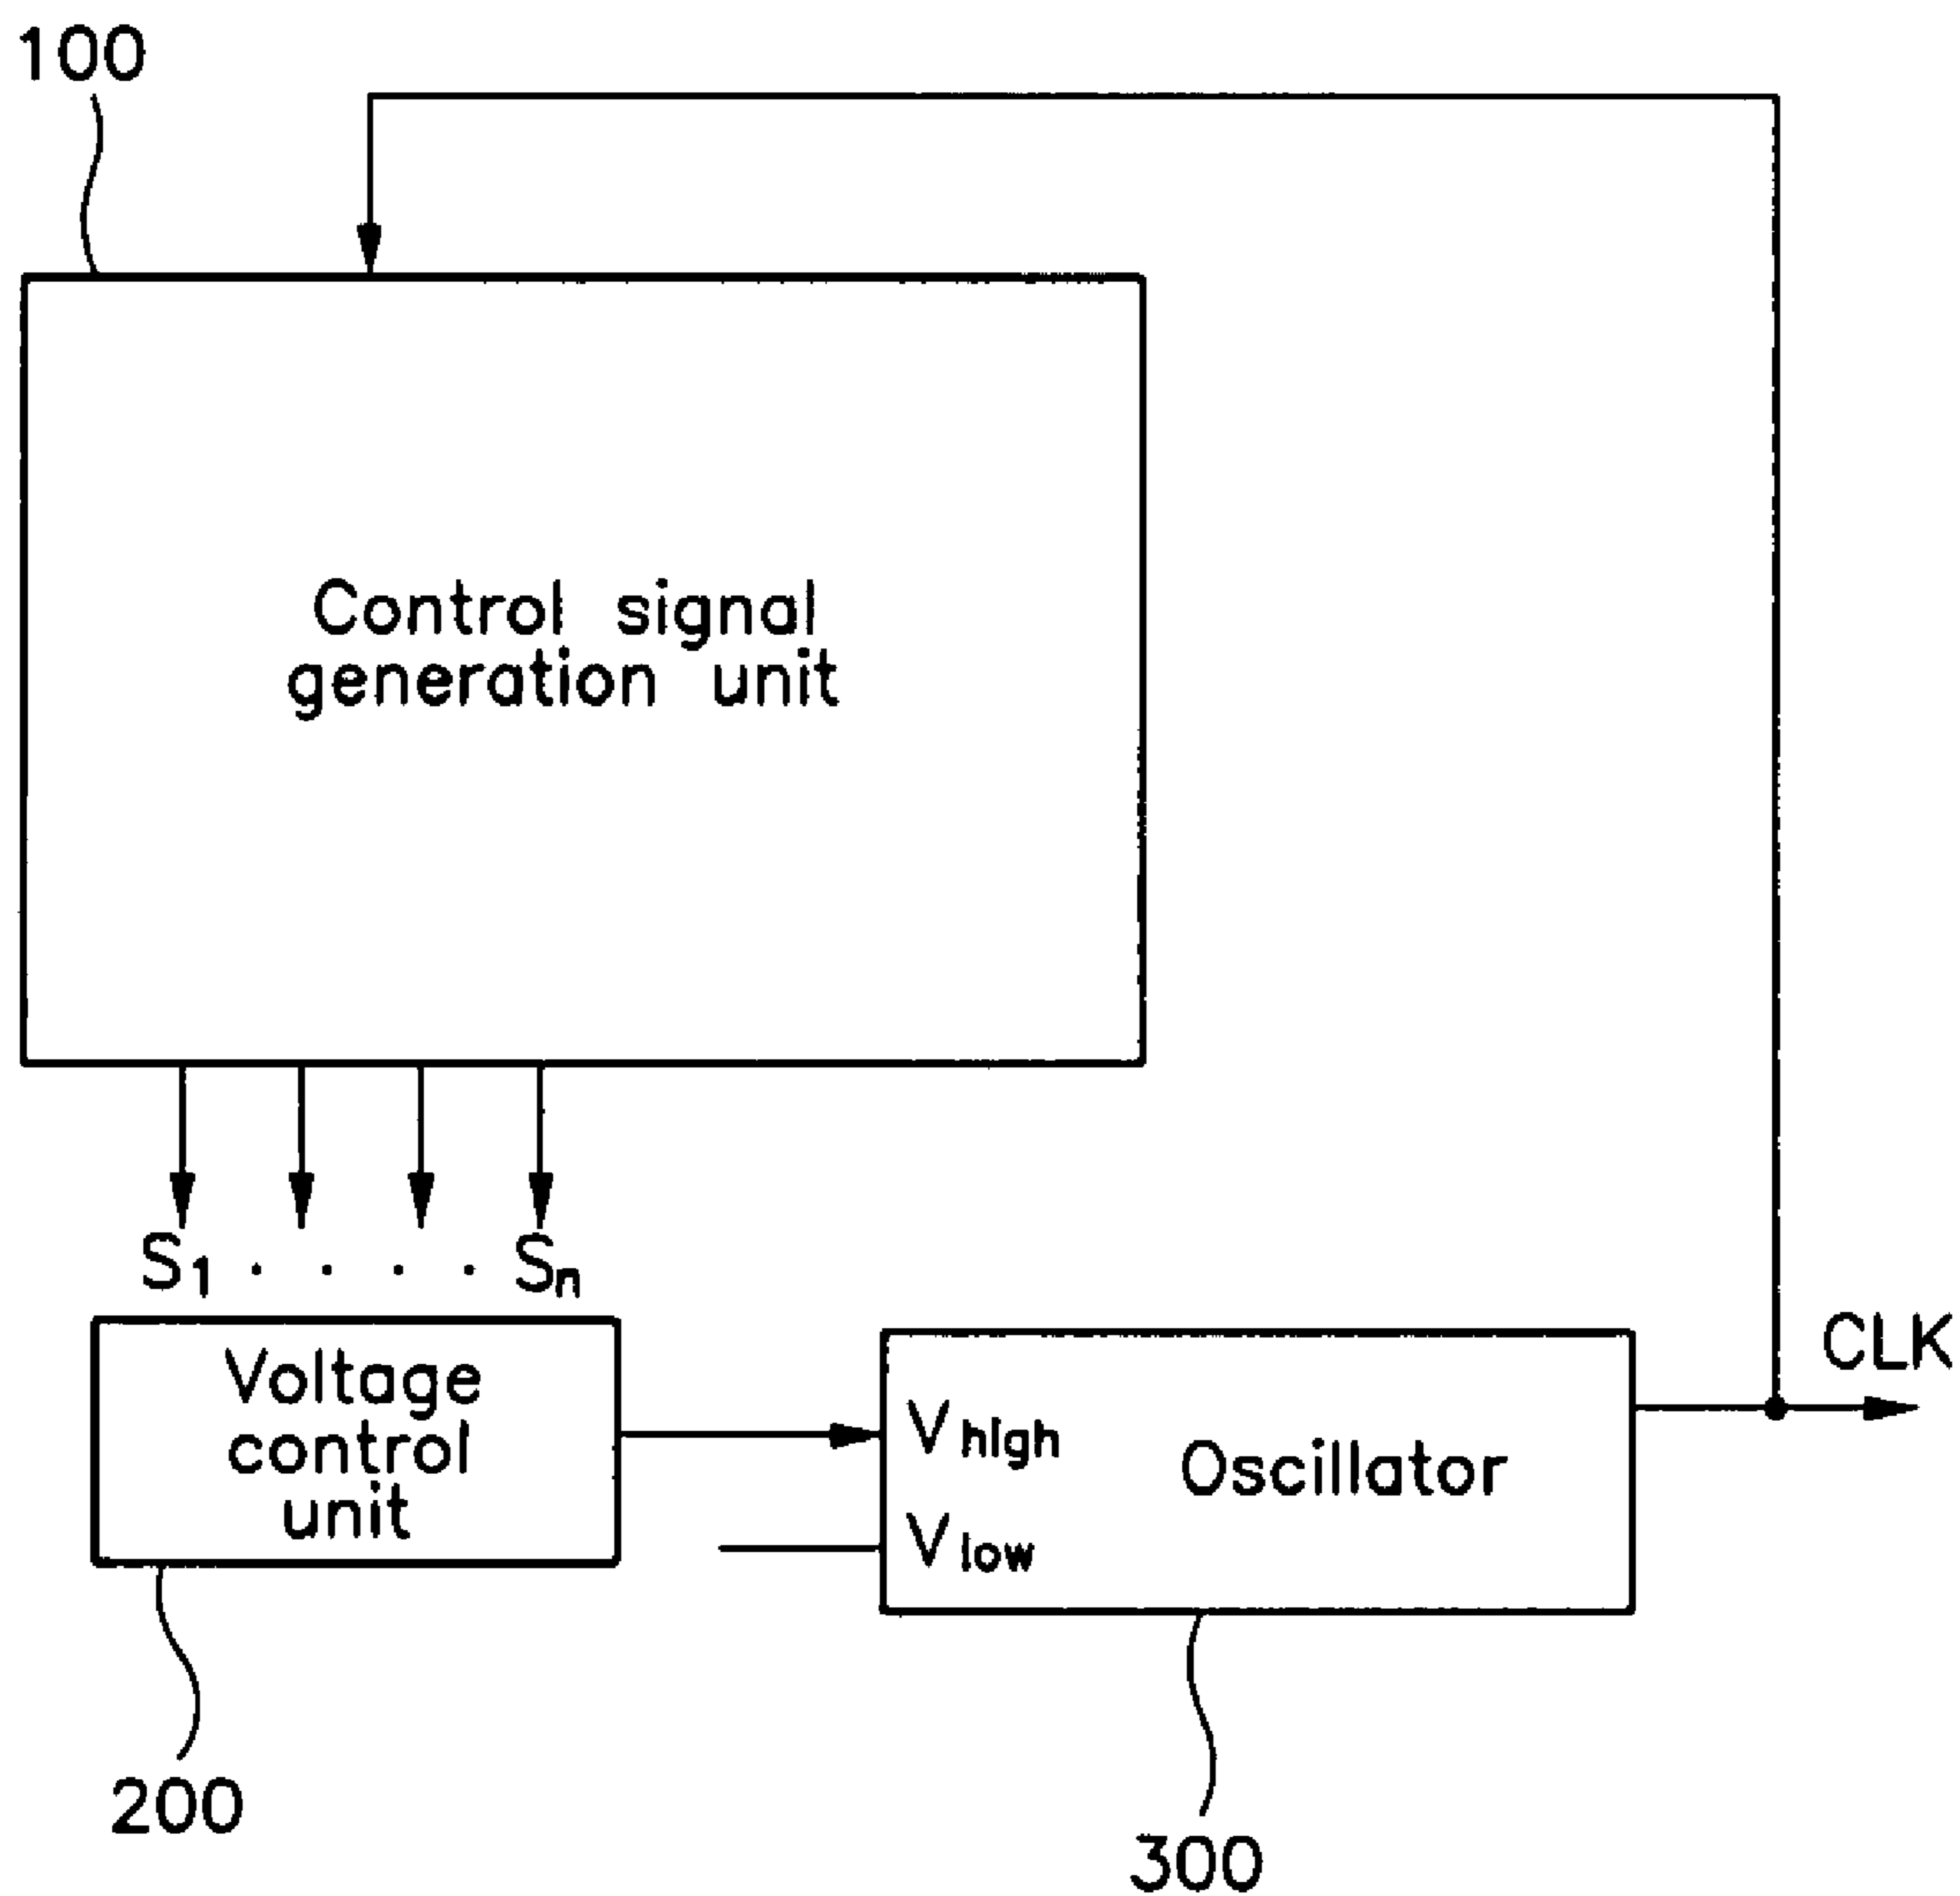 100
Control signal
generation unit
S1 . . . . Sn
Voltage
control
unit
Vhigh
Vlow
Oscillator
CLK
200
300